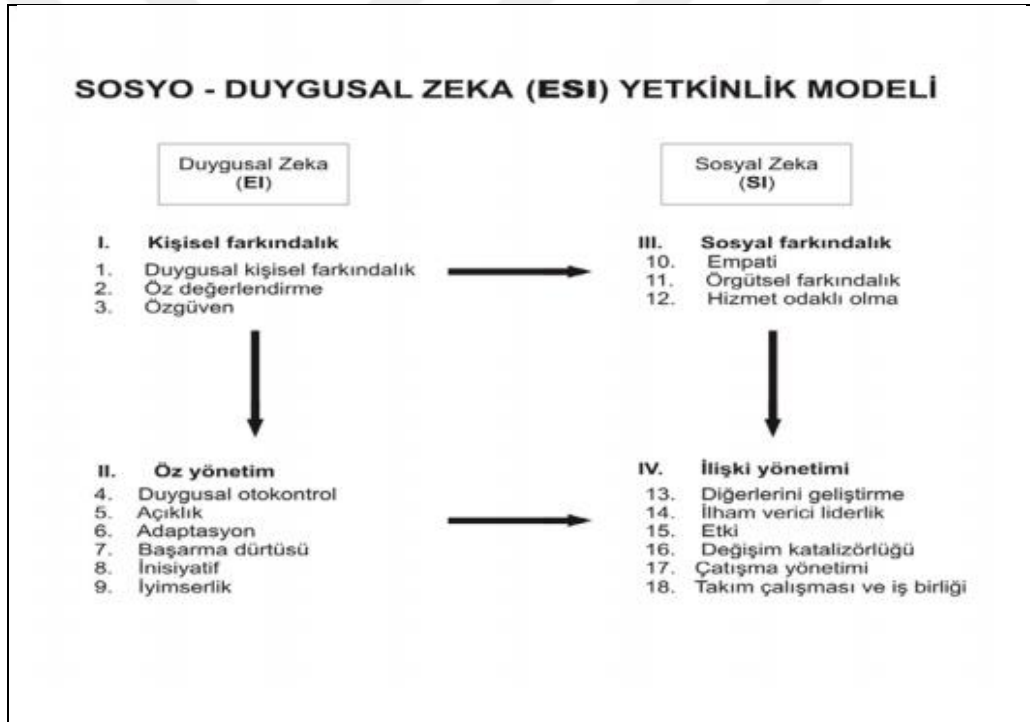 SOSYO - DUYGUSAL ZEKA (ESI) YETKİNLİK MODELİ
Duygusal Zeka
(EI)
I. Kişisel farkındalık
1. Duygusal kişisel farkındalık
2. Öz değerlendirme
3. Özgüven
II. Öz yönetim
4. Duygusal otokontrol
5. Açıklık
6. Adaptasyon
7. Başarma dürtüsü
8. İnisiyatif
9. İyimserlik
Sosyal Zeka
(SI)
III. Sosyal farkındalık
10. Empati
11. Örgütsel farkındalık
12. Hizmet odaklı olma
IV. İlişki yönetimi
13. Diğerlerini geliştirme
14. İlham verici liderlik
15. Etki
16. Değişim katalizörlüğü
17. Çatışma yönetimi
18. Takım çalışması ve iş birliği